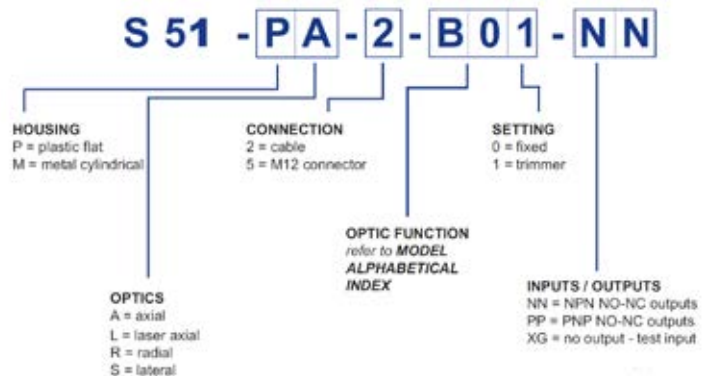 S 51 - P A - 2 - B 0 1 - N N
HOUSING
P = plastic flat
M = metal cylindrical
CONNECTION
2 = cable
5 = M12 connector
SETTING
0 = fixed
1 = trimmer
OPTIC FUNCTION
refer to MODEL
ALPHABETICAL
INDEX
OPTICS
A = axial
L = laser axial
R = radial
S = lateral
INPUTS / OUTPUTS
NN = NPN NO-NC outputs
PP = PNP NO-NC outputs
XG = no output - test input